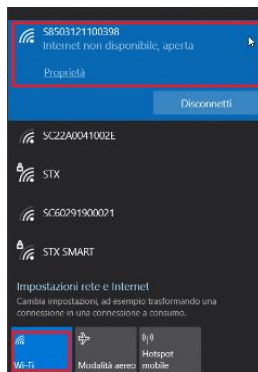 S8503121100398
Internet non disponibile, aperta
Proprietà
Disconnetti
SC22A0041002E
STX
SC60291900021
STX SMART
Impostazioni rete e Internet
Cambia impostazioni, ad esempio trasformando una
connessione in una connessione a consumo.
Wi-Fi
Modalità aereo
Hotspot
mobile